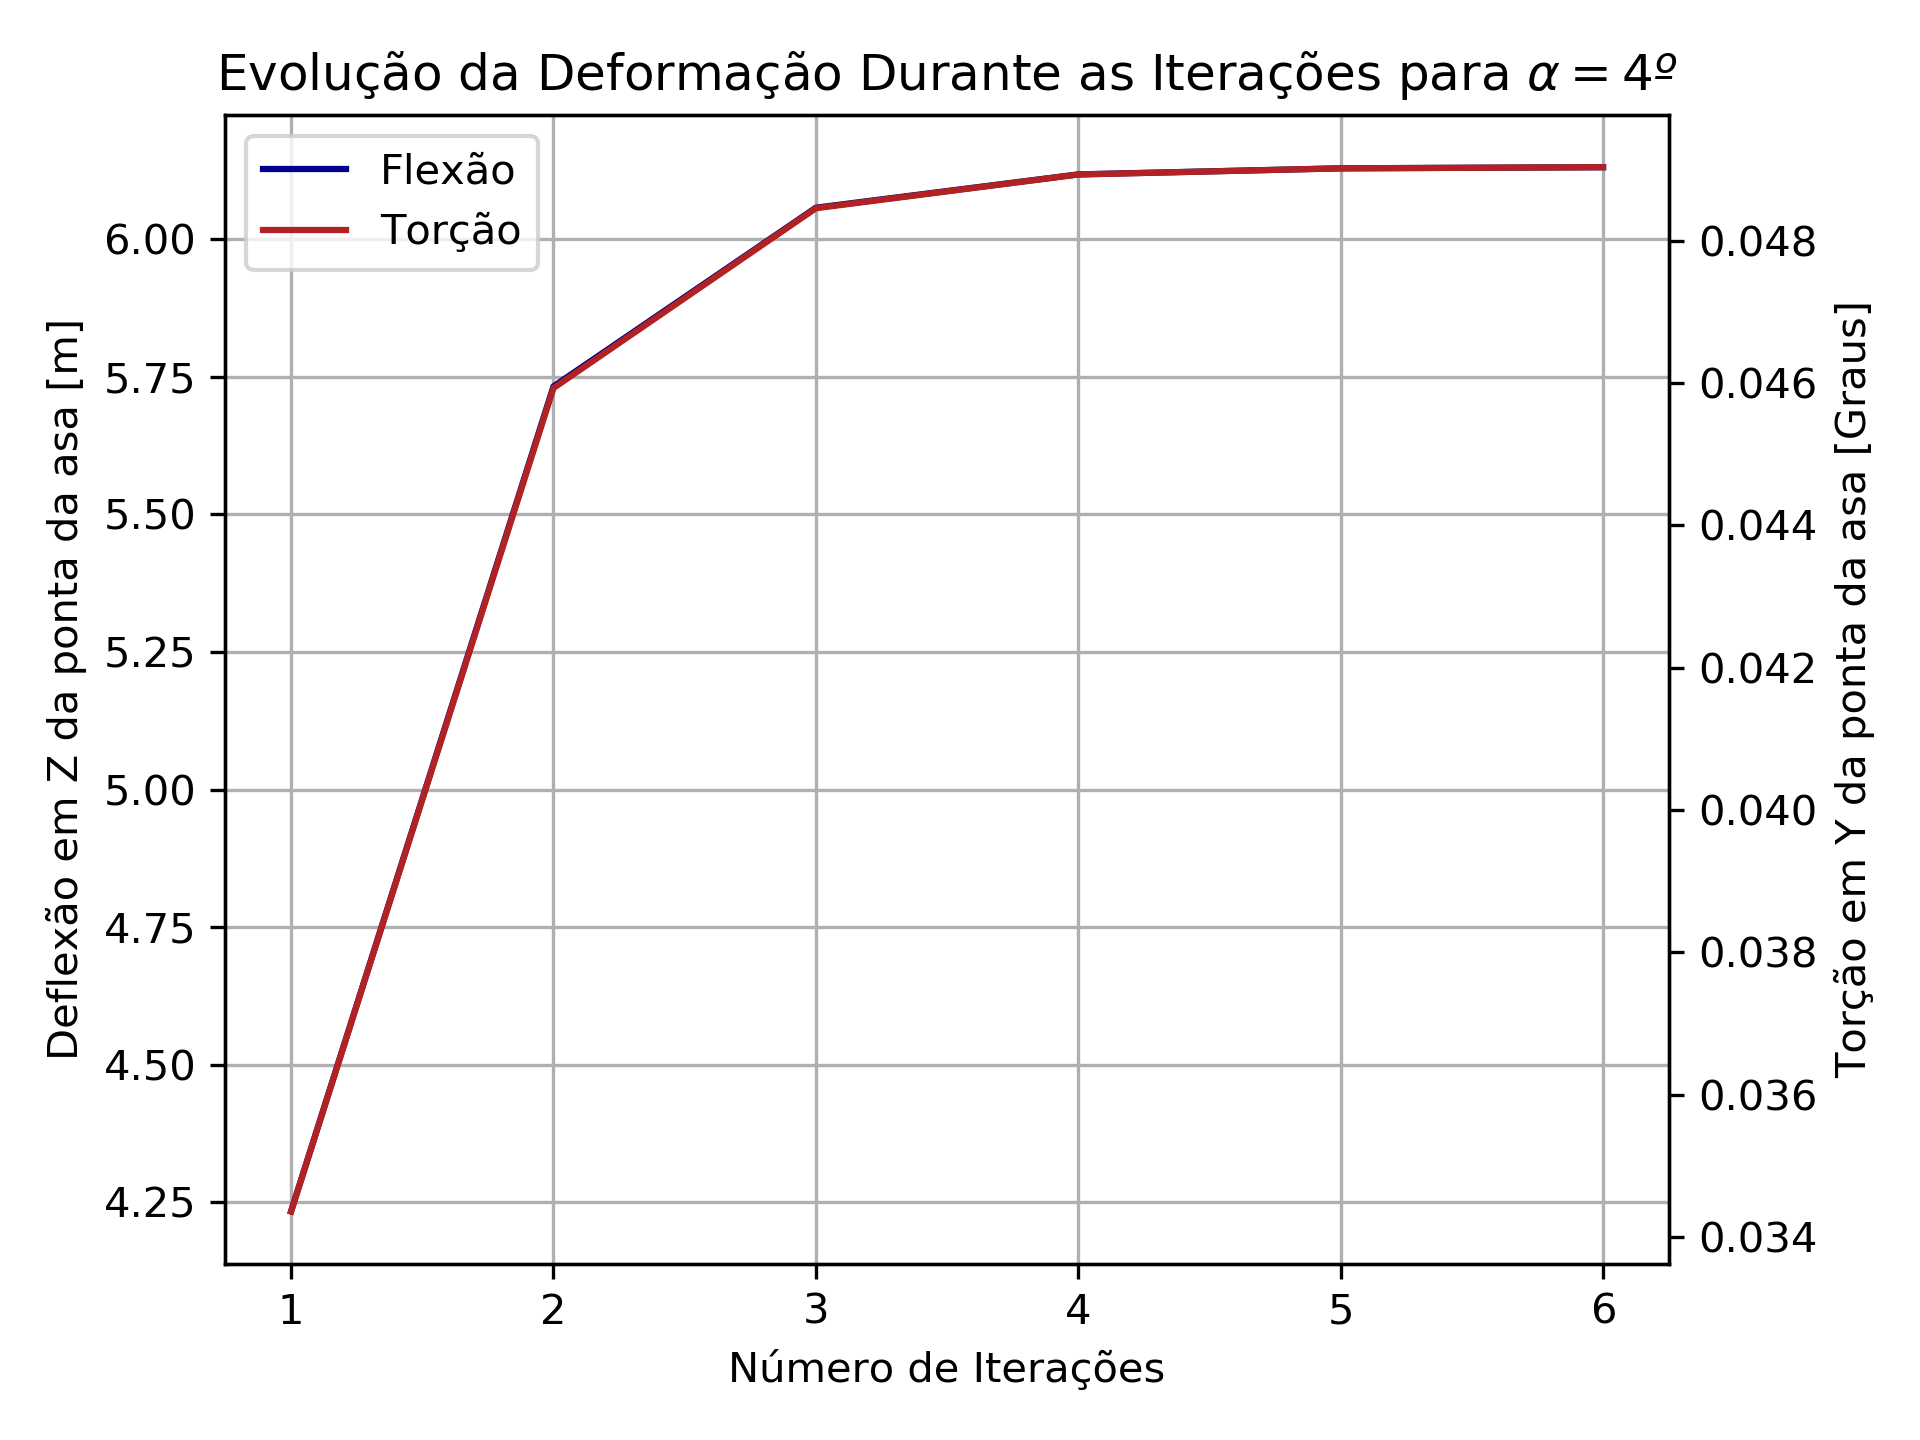 Evolução da Deformação Durante as Iterações para α = 4º
Flexão
Torção
Deflexão em Z da ponta da asa [m]
6.00
5.75
5.50
5.25
5.00
4.75
4.50
4.25
0.048
0.046
0.044
0.042
0.040
0.038
0.036
0.034
Torção em Y da ponta da asa [Graus]
1 2 3 4 5 6
Número de Iterações